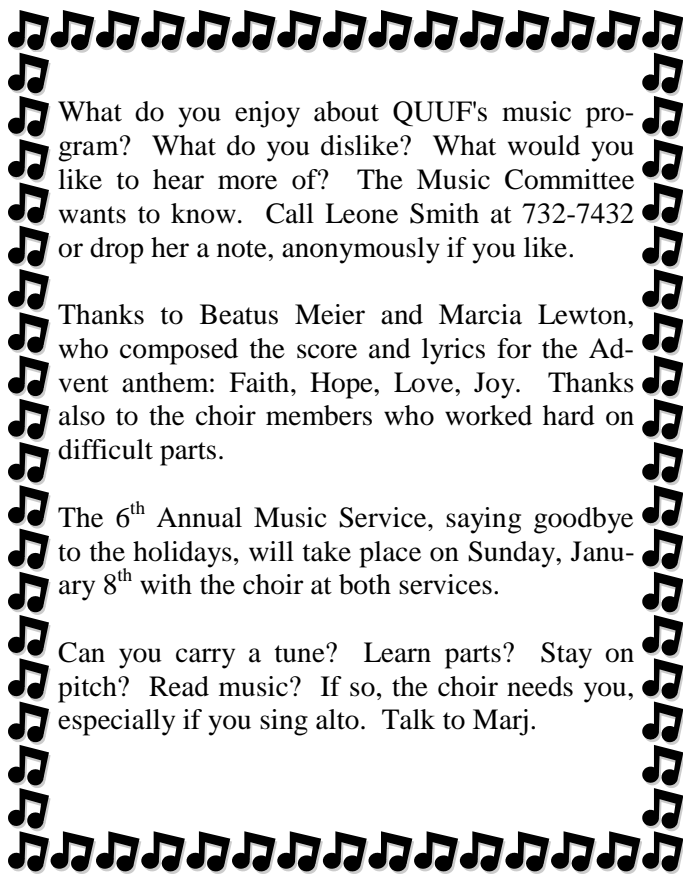 What do you enjoy about QUUF's music pro-
gram? What do you dislike? What would you
like to hear more of? The Music Committee
wants to know. Call Leone Smith at 732-7432
or drop her a note, anonymously if you like.
Thanks to Beatus Meier and Marcia Lewton,
who composed the score and lyrics for the Ad-
vent anthem: Faith, Hope, Love, Joy. Thanks
also to the choir members who worked hard on
difficult parts.
The 6th Annual Music Service, saying goodbye
to the holidays, will take place on Sunday, Janu-
ary 8th with the choir at both services.
Can you carry a tune? Learn parts? Stay on
pitch? Read music? If so, the choir needs you,
especially if you sing alto. Talk to Marj.